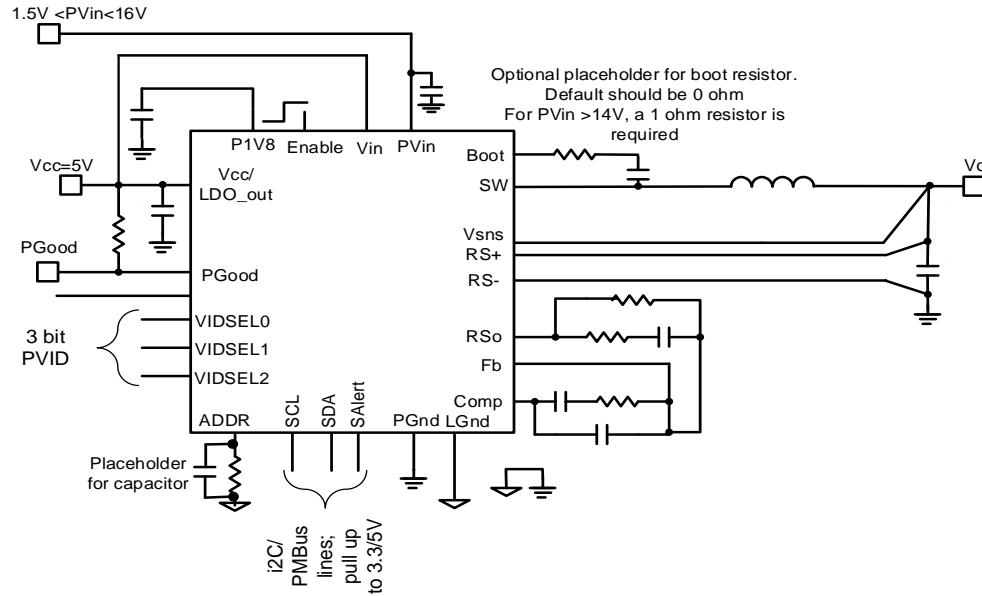 1.5V <PVin<16V
Optional placeholder for boot resistor.
Default should be 0 ohm
For PVin >14V, a 1 ohm resistor is
required
P1V8
Enable
Vin
PVin
Boot
Vcc=5V
Vcc/
LDO_out
SW
Vo
Vsns
RS+
PGood
PGood
RS-
3 bit
PVID
VIDSEL0
VIDSEL1
VIDSEL2
RSo
Fb
Comp
ADDR
SCL
SDA
SAlert
PGnd
LGnd
Placeholder
for capacitor
i2C/
PMBus
lines;
pull up
to 3.3/5V